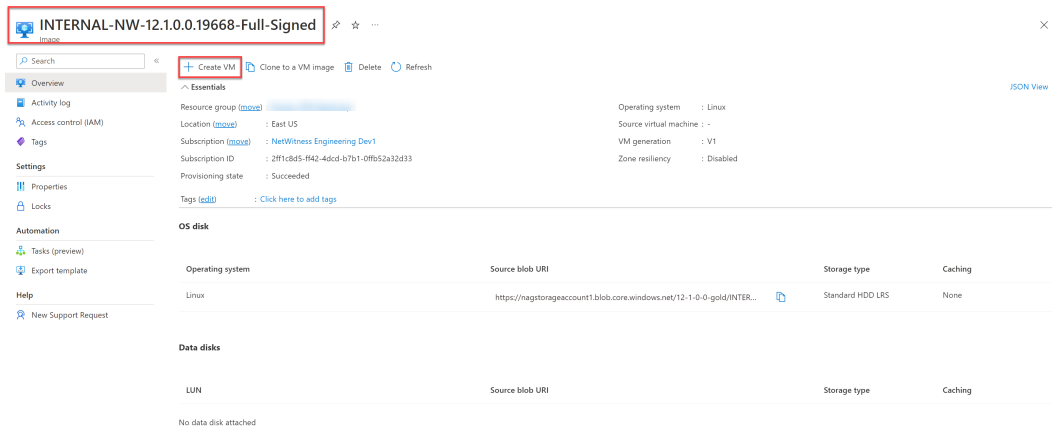 INTERNAL-NW-12.1.0.0.19668-Full-Signed
Image
Search
Create VM Clone to a VM image Delete Refresh
Overview
Activity log
Access control (IAM)
Tags
Settings
Properties
Locks
Automation
Tasks (preview)
Export template
Help
New Support Request
Essentials
JSON View
Resource group (move) :
Location (move) : East US
Subscription (move) : NetWitness Engineering Dev1
Subscription ID : 2ff1c8d5-ff42-4dcd-b7b1-0ffb52a32d33
Provisioning state : Succeeded
Operating system : Linux
Source virtual machine : -
VM generation : V1
Zone resiliency : Disabled
Tags (edit) : Click here to add tags
OS disk
Operating system Source blob URI Storage type Caching
Linux https://nagstorageaccount1.blob.core.windows.net/12-1-0-0-gold/INTER... Standard HDD LRS None
Data disks
LUN Source blob URI Storage type Caching
No data disk attached